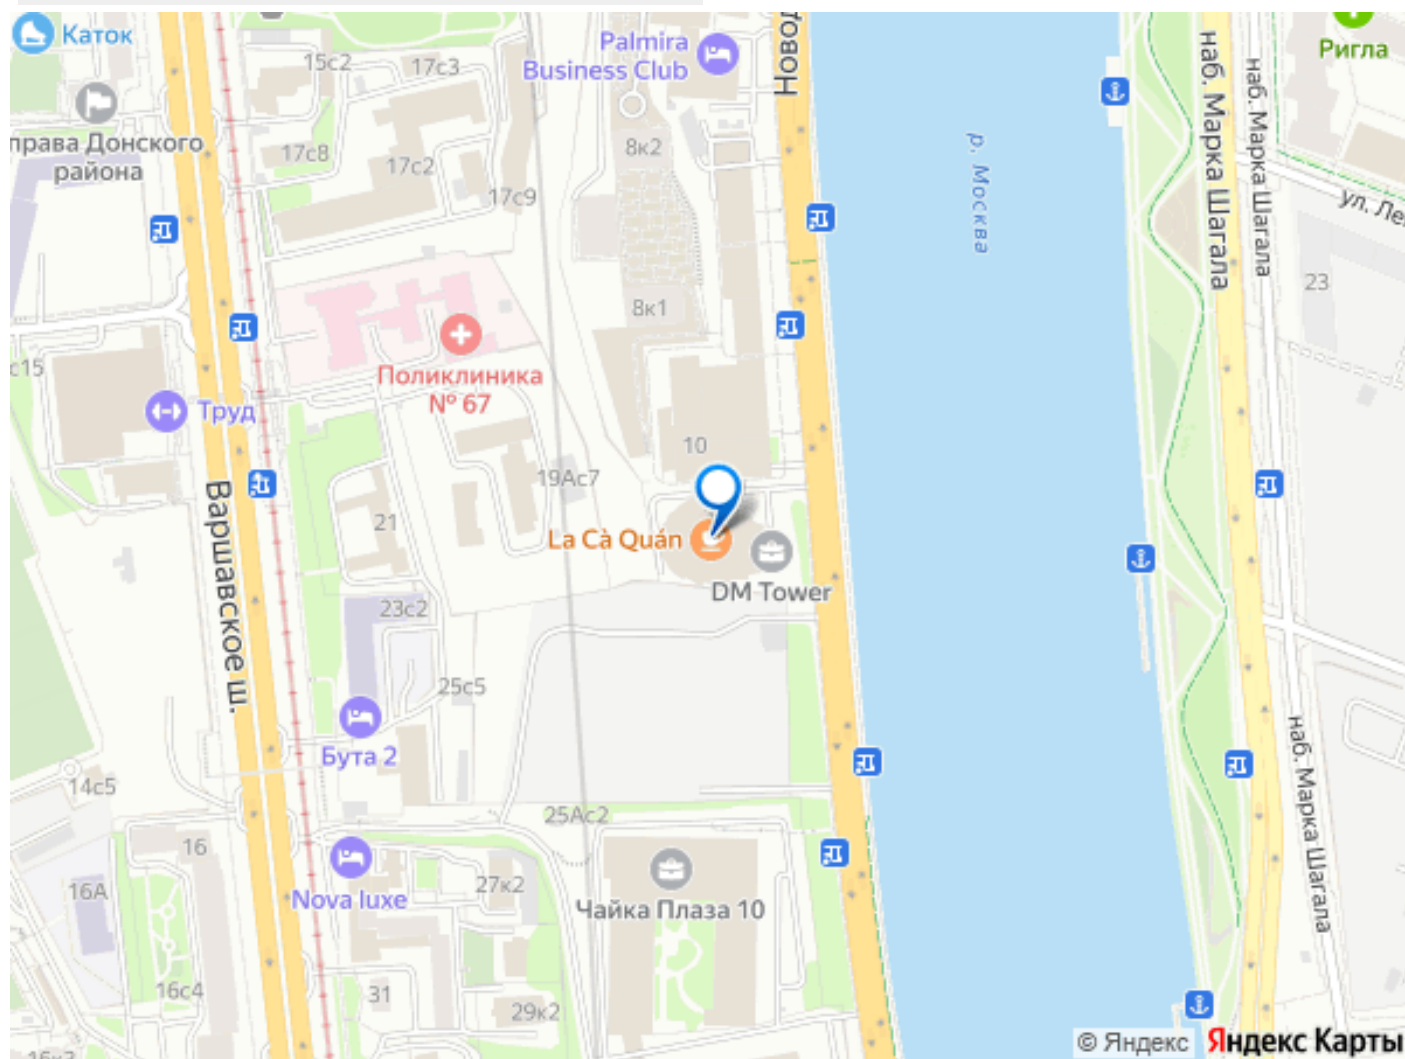 Каток
15с2
17с3
Palmira
Business Club
Новод
наб. Марка Шагала
наб. Марка Шагала
Ригла
права Донского
района
17с8
17с2
8к2
17с9
р. Москва
ул. Ле
23
8к1
с15
Поликлиника
№ 67
Труд
10
19Ас7
Варшавское ш.
21
La Cà Quán
DM Tower
23с2
25с5
Бута 2
14с5
наб. Марка Шагала
25Ас2
16
16А
Nova luxe
27к2
Чайка Плаза 10
16с4
31
29к2
© Яндекс Яндекс Карты